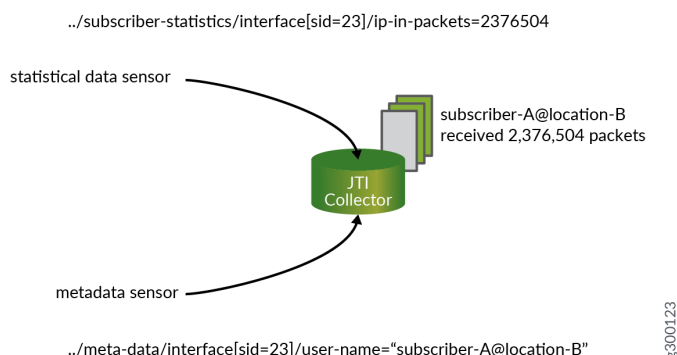 ../subscriber-statistics/interface[sid=23]/ip-in-packets=2376504
statistical data sensor
subscriber-A@location-B
received 2,376,504 packets
JTI
Collector
metadata sensor
../meta-data/interface[sid=23]/user-name=“subscriber-A@location-B”
g300123